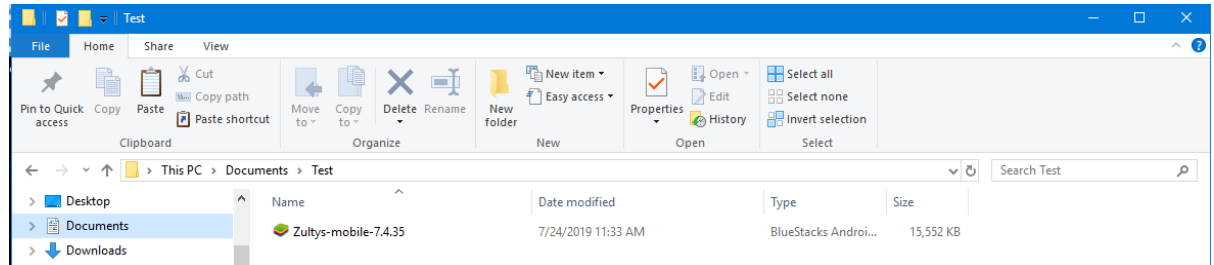 Test
File Home Share View
Pin to Quick access
Copy
Paste
Cut
Copy path
Paste shortcut
Clipboard
Move to
Copy to
Delete
Rename
Organize
New folder
New item
Easy access
New
Properties
Open
Edit
History
Open
Select all
Select none
Invert selection
Select
This PC > Documents > Test
Search Test
Desktop
Documents
Downloads
Name Date modified Type Size
Zultys-mobile-7.4.35 7/24/2019 11:33 AM BlueStacks Androi... 15,552 KB